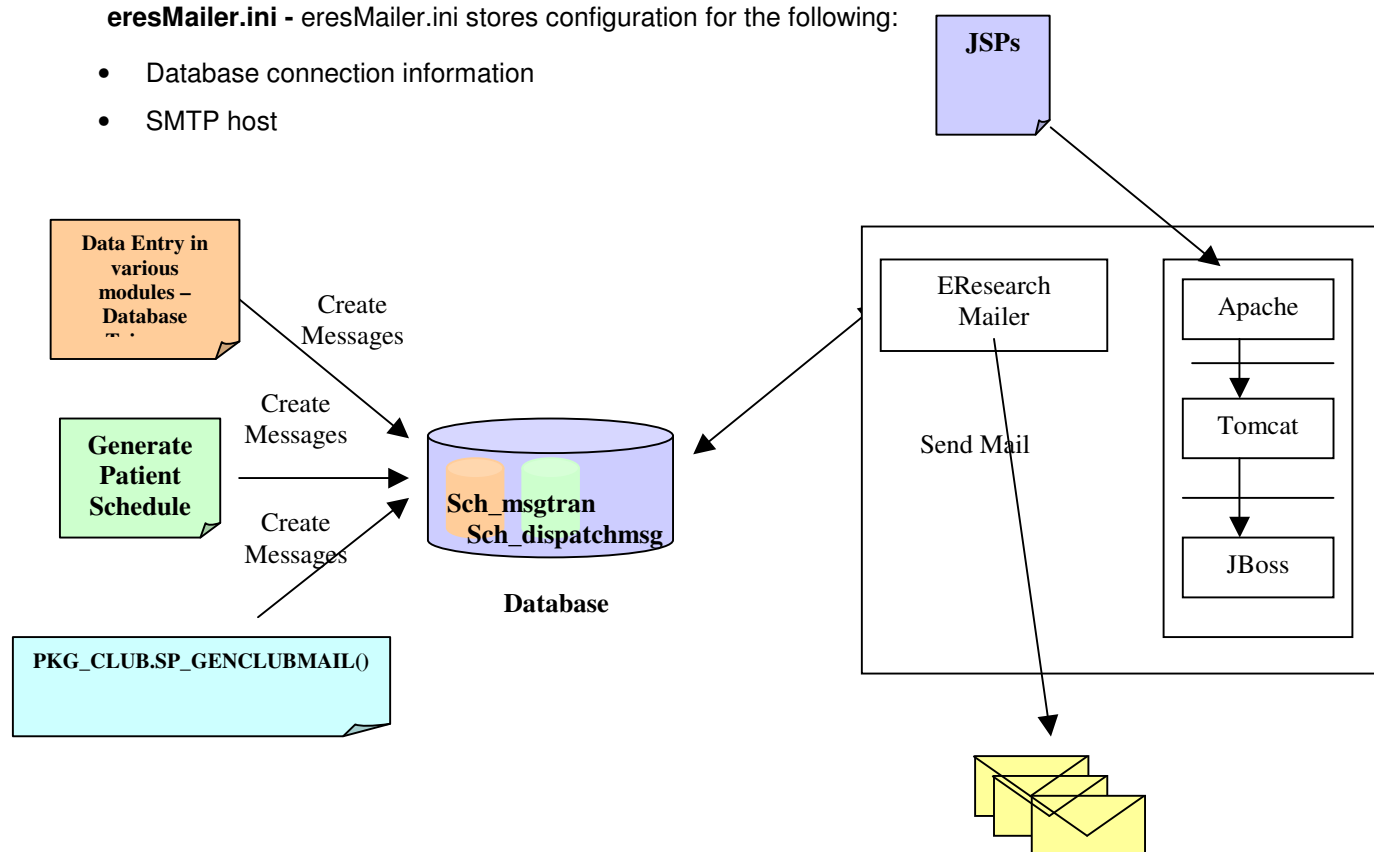 eresMailer.ini - eresMailer.ini stores configuration for the following:
• Database connection information
• SMTP host
JSPs
Data Entry in
various
modules –
Database
Create
Messages
EResearch
Mailer
Apache
Create
Messages
Generate
Patient
Schedule
Tomcat
Send Mail
Sch_msgtran
Sch_dispatchmsg
Create
Messages
JBoss
Database
PKG_CLUB.SP_GENCLUBMAIL()